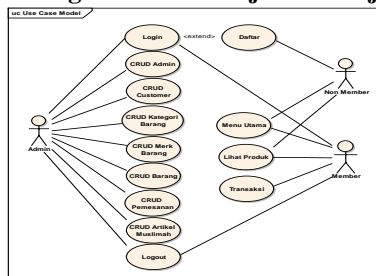 uc Use Case Model
Login
«extend»
Daftar
CRUD Admin
CRUD
Customer
Non Member
CRUD Kategori
Barang
Menu Utama
Admin
CRUD Merk
Barang
Lihat Produk
CRUD Barang
Member
Transaksi
CRUD
Pemesanan
CRUD Artikel
Muslimah
Logout